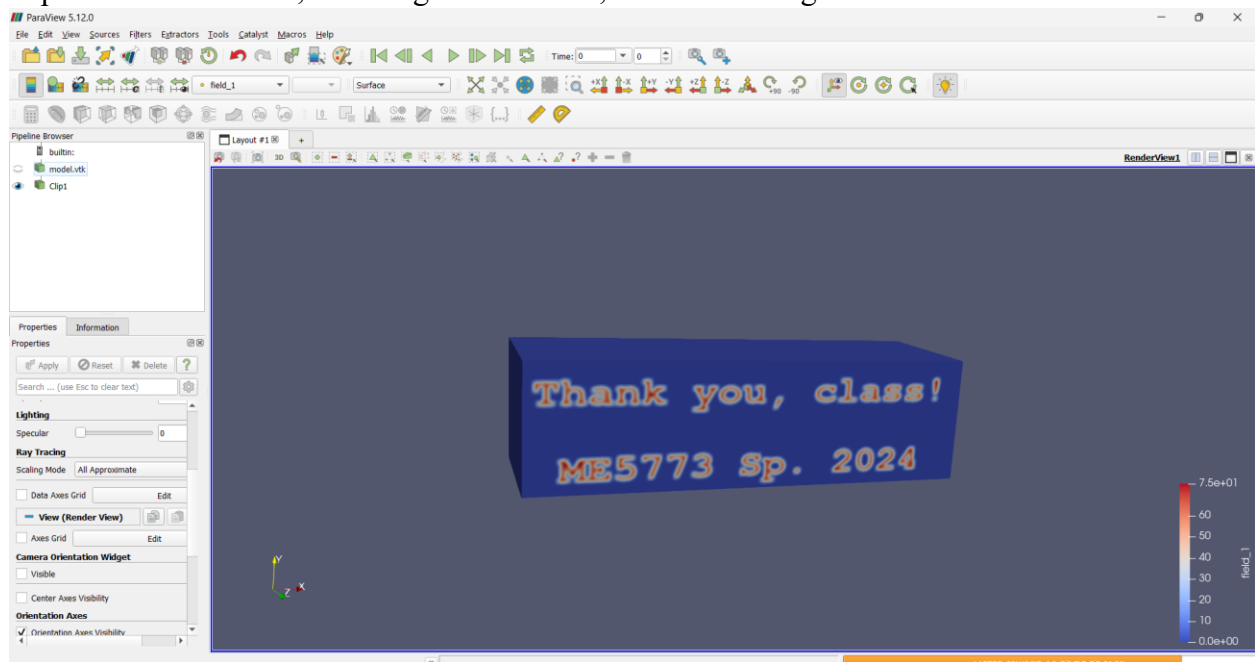 ParaView 5.12.0
File Edit View Sources Filters Extractors Tools Catalyst Macros Help
Time: 0 0
field_1 Surface +X -X +Y -Y +Z -Z +90 -90
Pipeline Browser
Layout #1 +
builtin:
3D
RenderView1
model.vtk
Clip1
Properties Information
Properties
Apply Reset Delete ?
Search ... (use Esc to clear text)
Lighting
Specular 0
Ray Tracing
Scaling Mode All Approximate
Data Axes Grid Edit
View (Render View)
Axes Grid Edit
Camera Orientation Widget
Visible
Center Axes Visibility
Orientation Axes
Orientation Axes Visibility
Thank you, class!
ME5773 Sp. 2024
Y
X
Z
7.5e+01
60
50
40
30
20
10
0.0e+00
field_1